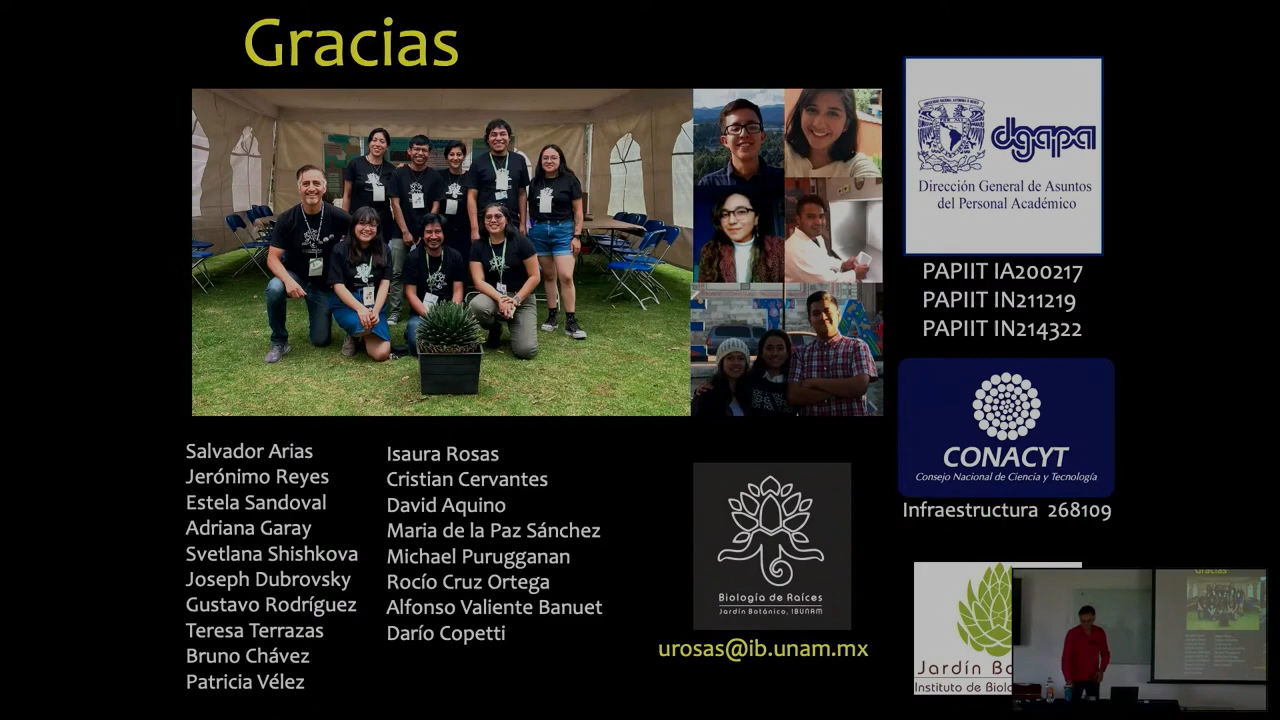 Gracias
dgapa
Dirección General de Asuntos
del Personal Académico
PAPIIT IA200217
PAPIIT IN211219
PAPIIT IN214322
CONACYT
Consejo Nacional de Ciencia y Tecnología
Infraestructura 268109
Salvador Arias
Jerónimo Reyes
Estela Sandoval
Adriana Garay
Svetlana Shishkova
Joseph Dubrovsky
Gustavo Rodríguez
Teresa Terrazas
Bruno Chávez
Patricia Vélez
Isaura Rosas
Cristian Cervantes
David Aquino
Maria de la Paz Sánchez
Michael Purugganan
Rocío Cruz Ortega
Alfonso Valiente Banuet
Darío Copetti
Biología de Raíces
Jardín Botánico, IBUNAM
urosas@ib.unam.mx
Jardín Bo
Instituto de Biolo
Gracias